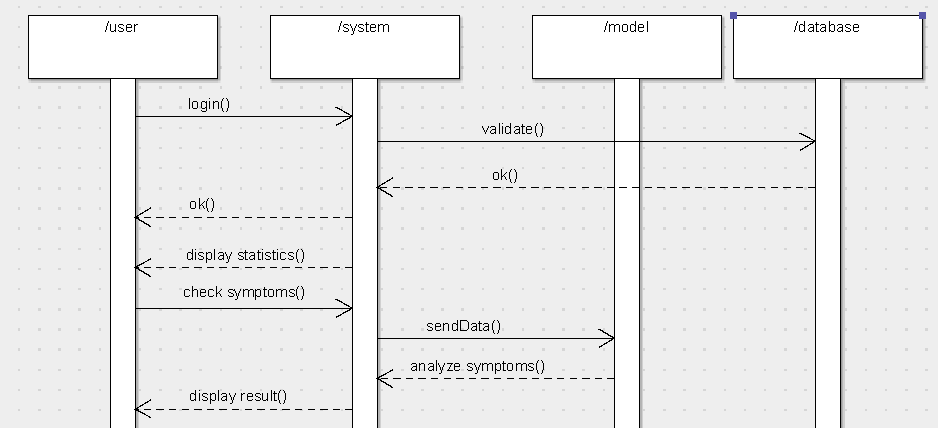 /user
/system
/model
/database
login()
validate()
ok()
ok()
display statistics()
check symptoms()
sendData()
analyze symptoms()
display result()